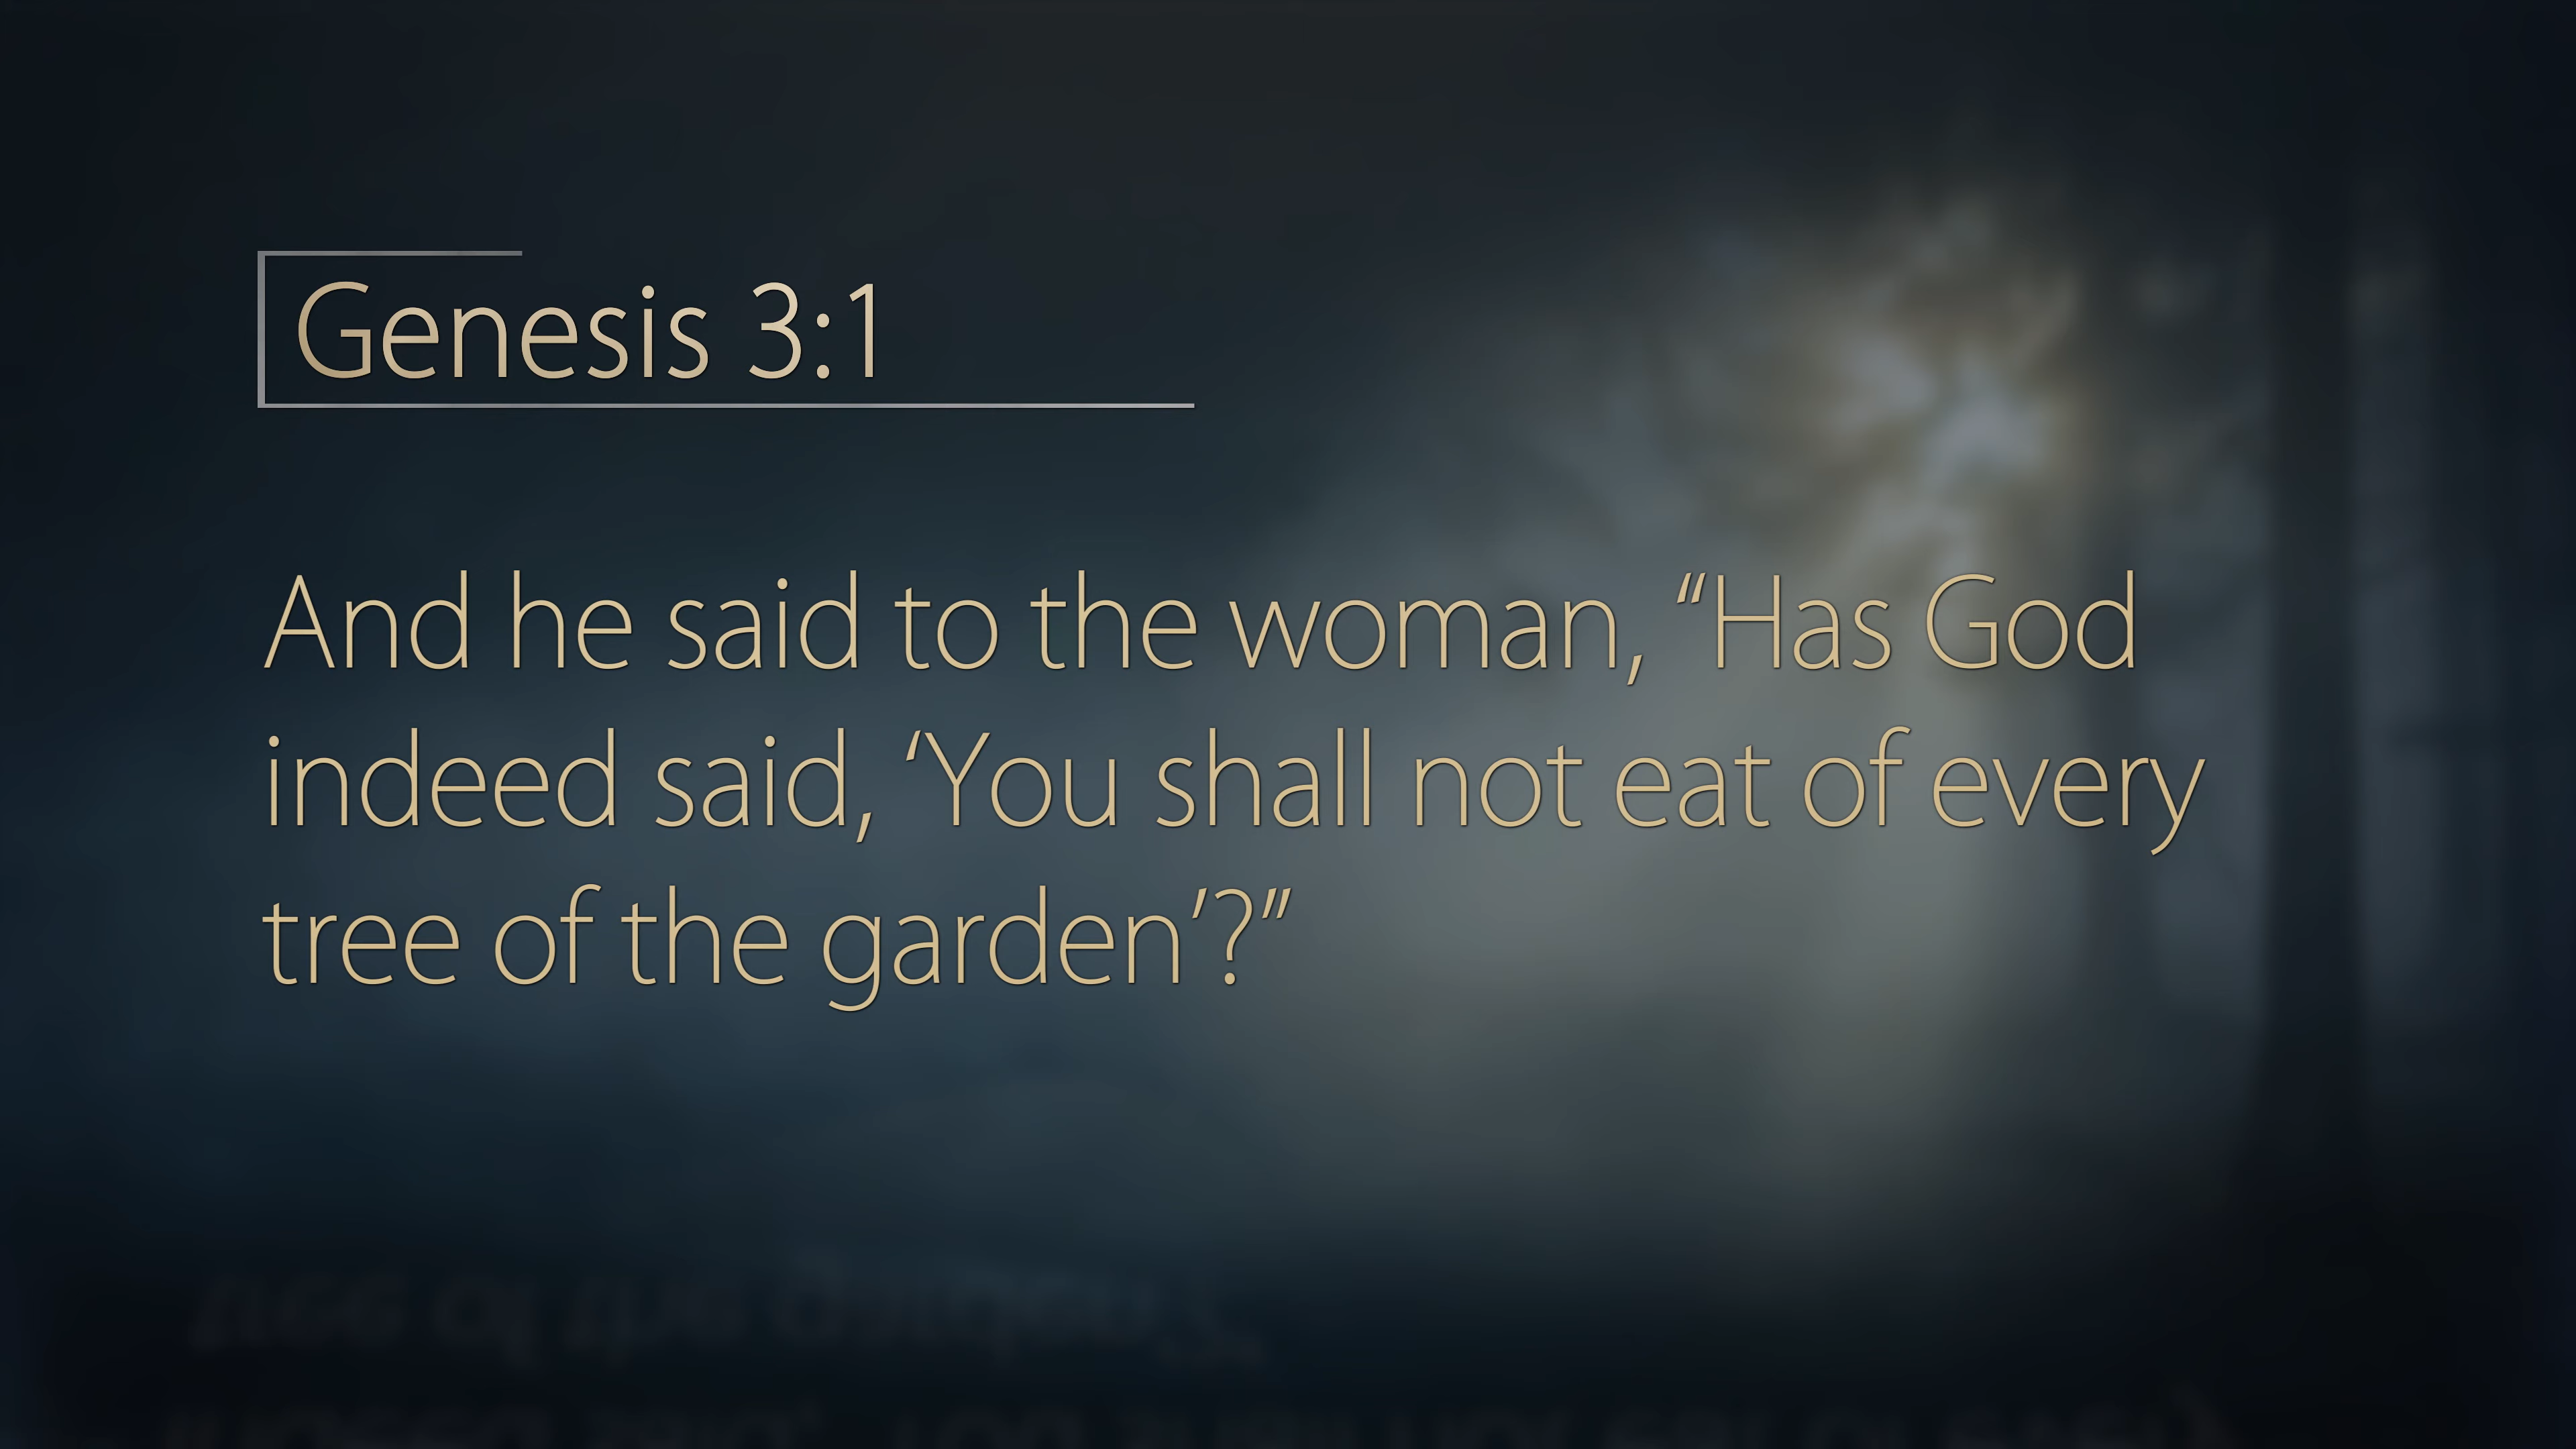 Genesis 3:1
And he said to the woman, “Has God
indeed said, ‘You shall not eat of every
tree of the garden’?”